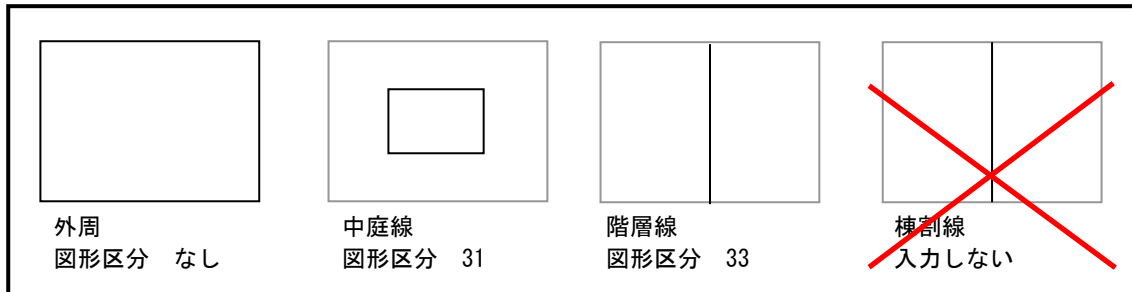 外周
図形区分　なし
中庭線
図形区分　31
階層線
図形区分　33
棟割線
入力しない